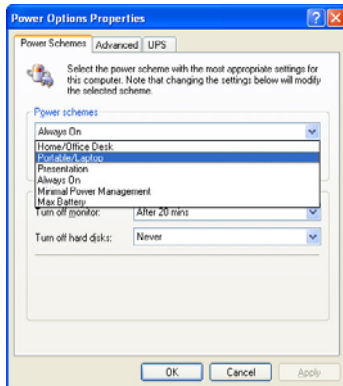 Power Options Properties
Power Schemes Advanced UPS
Select the power scheme with the most appropriate settings for
this computer. Note that changing the settings below will modify
the selected scheme.
Power schemes
Always On
Home/Office Desk
Portable/Laptop
Presentation
Always On
Minimal Power Management
Max Battery
Turn off monitor: After 20 mins
Turn off hard disks: Never
OK Cancel Apply